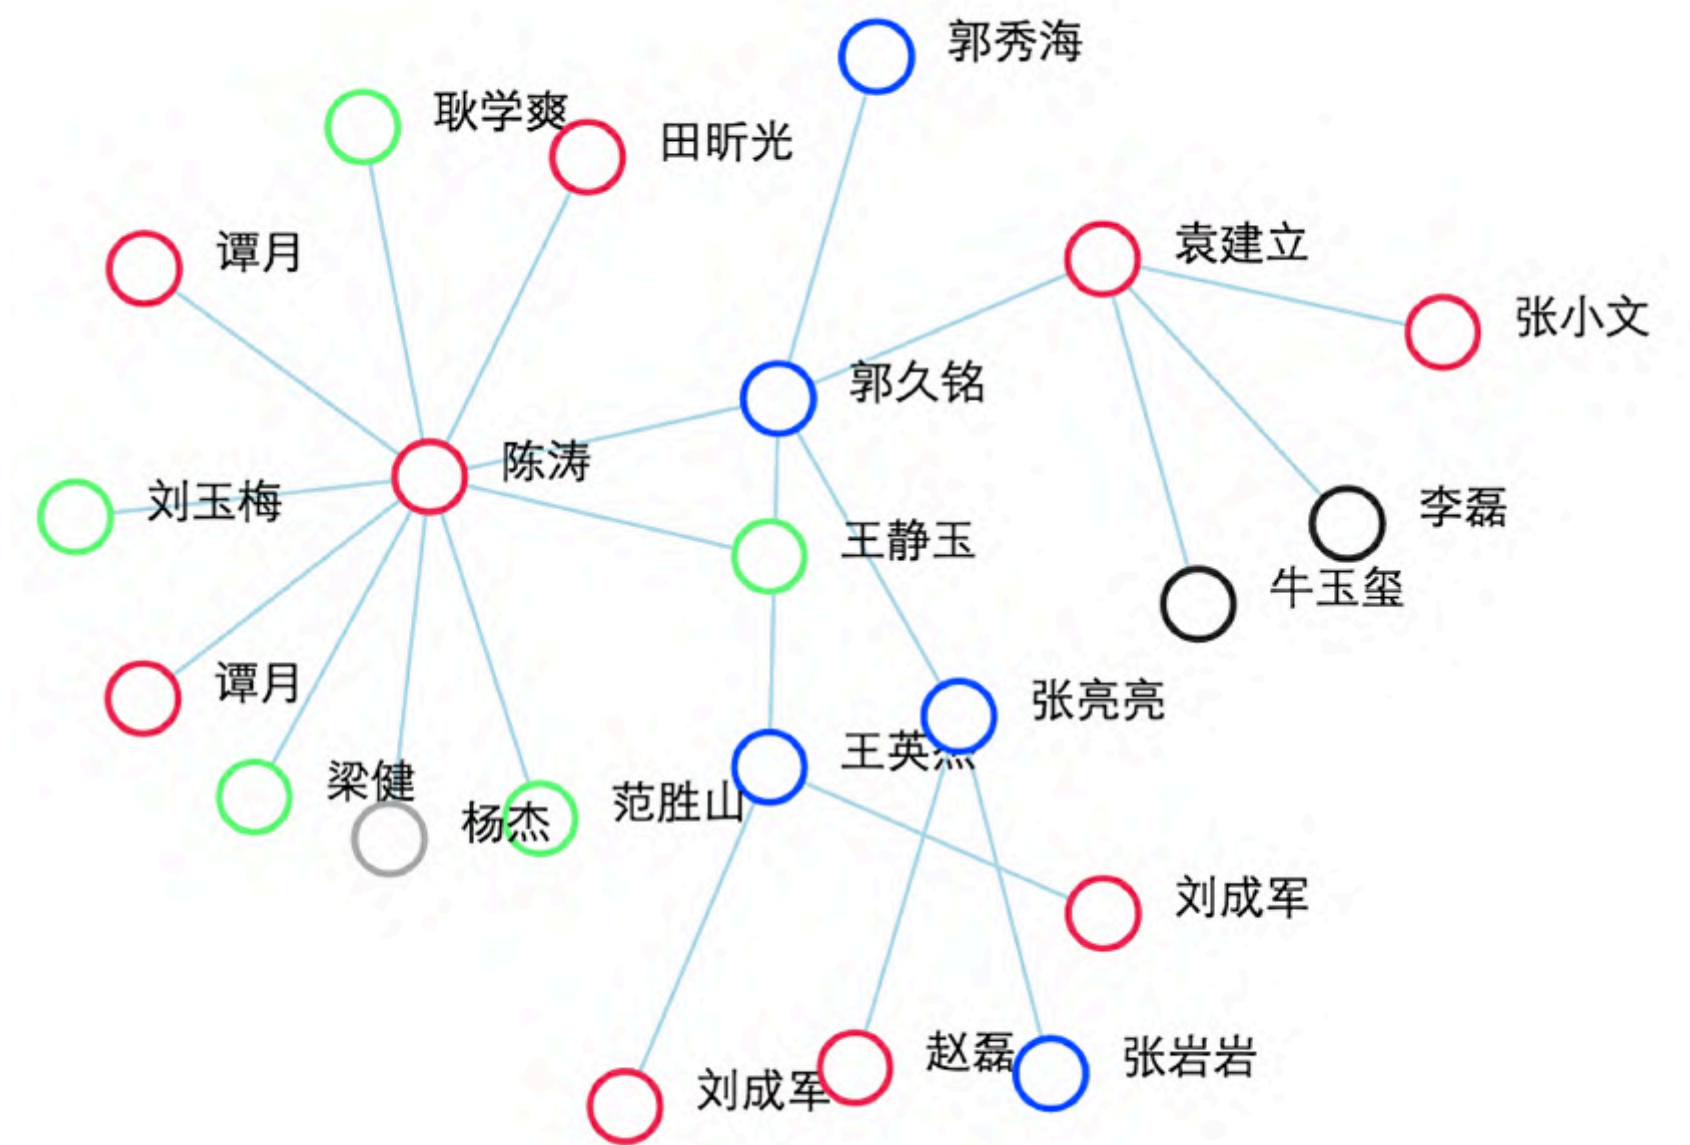 郭秀海
耿学爽
田昕光
谭月
袁建立
张小文
郭久铭
陈涛
刘玉梅
李磊
王静玉
牛玉玺
谭月
张亮亮
王英杰
梁健
杨杰
范胜山
刘成军
赵磊
张岩岩
刘成军